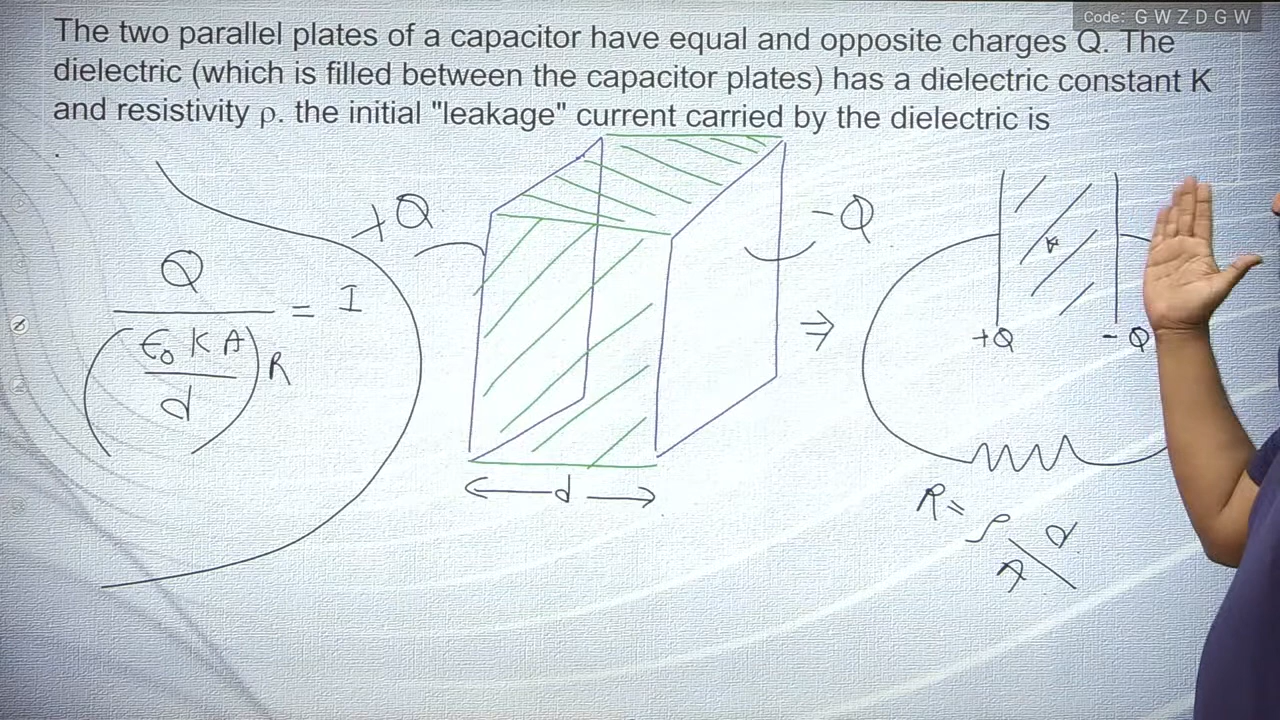 Code: G W Z D G W
The two parallel plates of a capacitor have equal and opposite charges Q. The
dielectric (which is filled between the capacitor plates) has a dielectric constant K
and resistivity ρ. the initial "leakage" current carried by the dielectric is
.
+Q
-Q
Q
= I
(ϵ₀ K A
d) R
K
+Q
- Q
⇒
d
R = ρ d
A